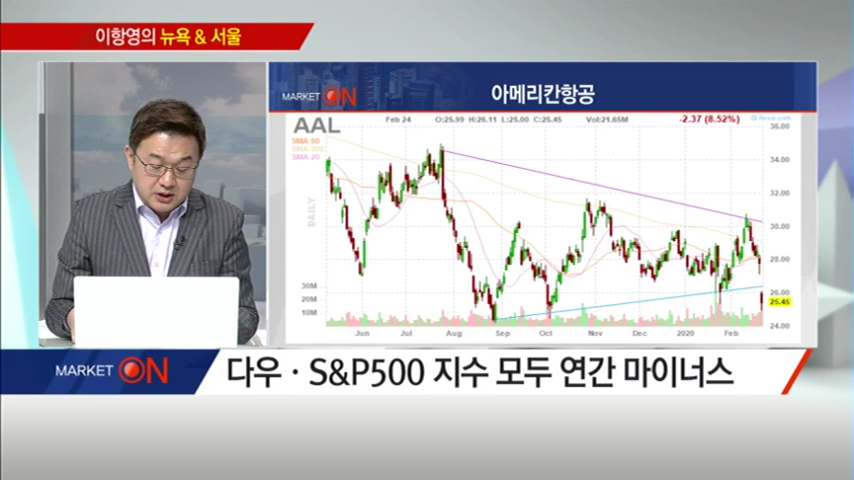 이항영의 뉴욕 & 서울
MARKET ON
아메리칸항공
AAL
Feb 24
O:25.99 H:26.11 L:25.00 C:25.45
Vol:21.65M
-2.37 (8.52%)
© finviz.com
SMA 50
SMA 200
SMA 20
DAILY
36.00
34.00
32.00
30.00
28.00
26.00
25.45
24.00
30M
20M
10M
Jun
Jul
Aug
Sep
Oct
Nov
Dec
2020
Feb
MARKET ON
다우 · S&P500 지수 모두 연간 마이너스